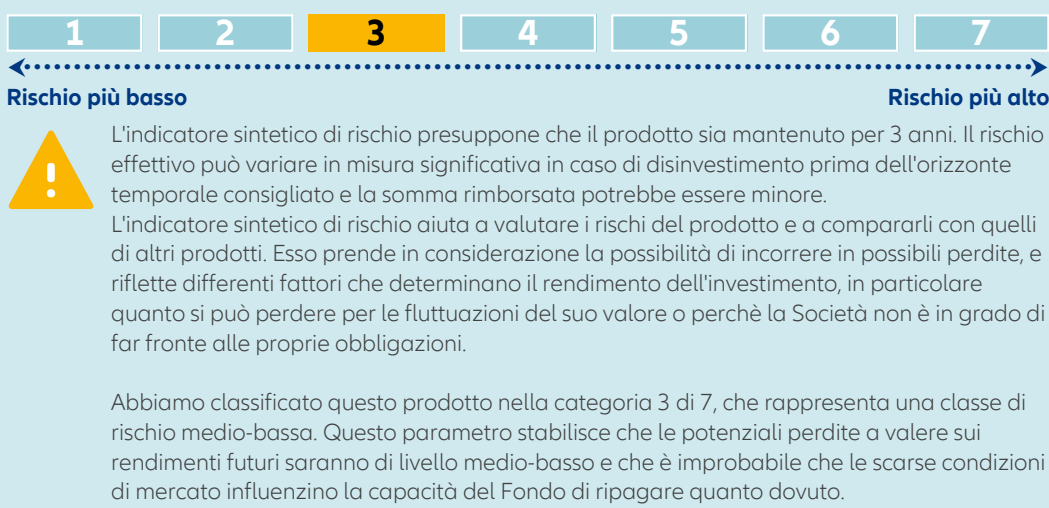 1 2 3 4 5 6 7
Rischio più basso Rischio più alto
L'indicatore sintetico di rischio presuppone che il prodotto sia mantenuto per 3 anni. Il rischio
effettivo può variare in misura significativa in caso di disinvestimento prima dell'orizzonte
temporale consigliato e la somma rimborsata potrebbe essere minore.
L'indicatore sintetico di rischio aiuta a valutare i rischi del prodotto e a compararli con quelli
di altri prodotti. Esso prende in considerazione la possibilità di incorrere in possibili perdite, e
riflette differenti fattori che determinano il rendimento dell'investimento, in particolare
quanto si può perdere per le fluttuazioni del suo valore o perchè la Società non è in grado di
far fronte alle proprie obbligazioni.
Abbiamo classificato questo prodotto nella categoria 3 di 7, che rappresenta una classe di
rischio medio-bassa. Questo parametro stabilisce che le potenziali perdite a valere sui
rendimenti futuri saranno di livello medio-basso e che è improbabile che le scarse condizioni
di mercato influenzino la capacità del Fondo di ripagare quanto dovuto.